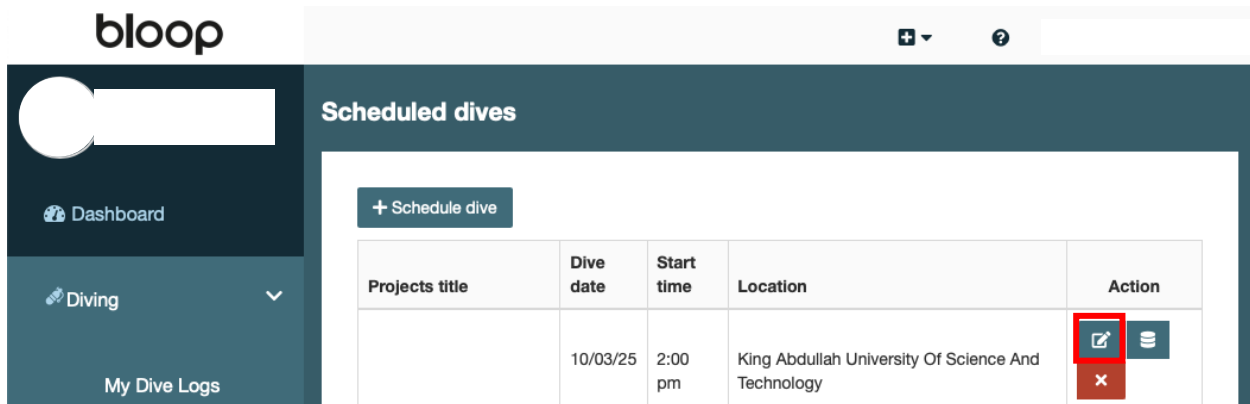 bloop
Scheduled dives
Dashboard
Schedule dive
Diving
My Dive Logs
Projects title
Dive
date
Start
time
Location
Action
10/03/25
2:00
pm
King Abdullah University Of Science And
Technology